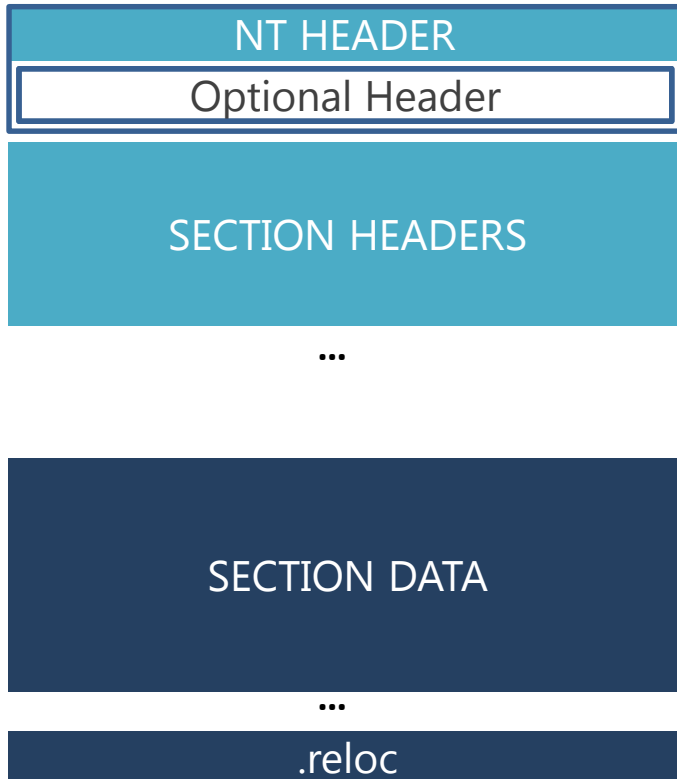 NT HEADER
Optional Header
SECTION HEADERS
...
SECTION DATA
...
.reloc